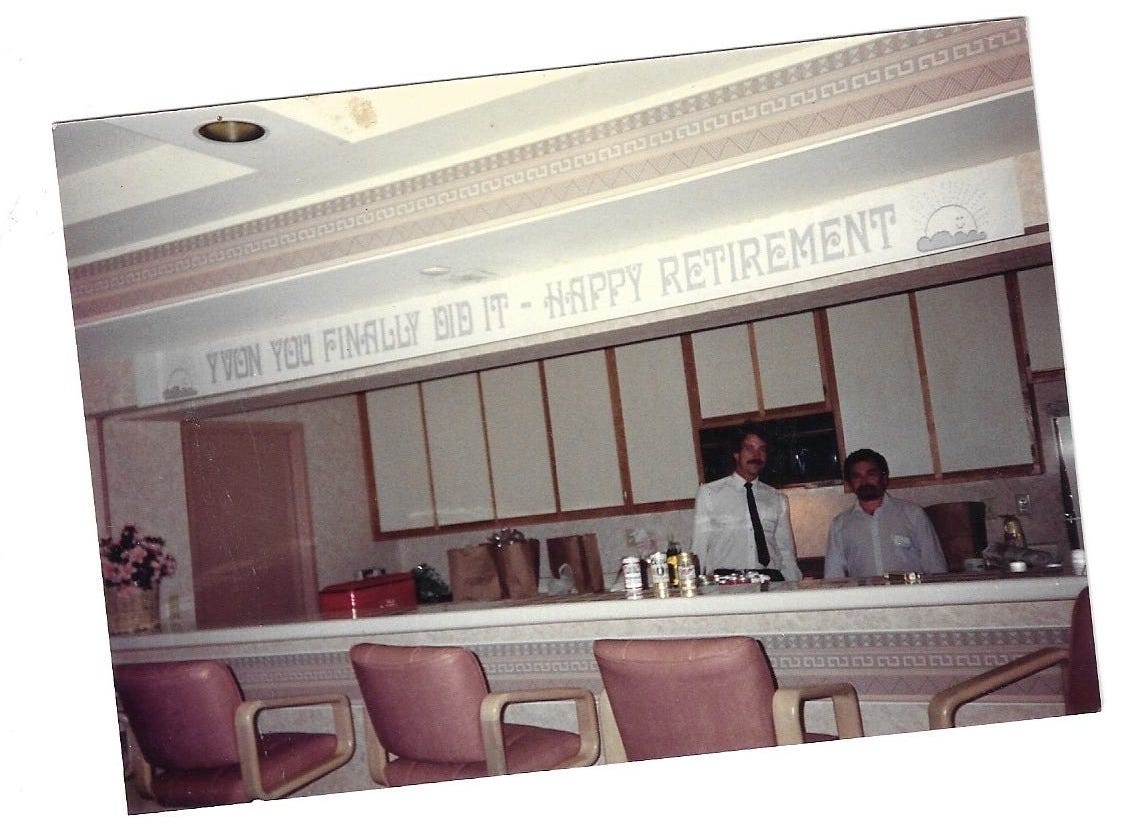 YVON YOU FINALLY DID IT - HAPPY RETIREMENT